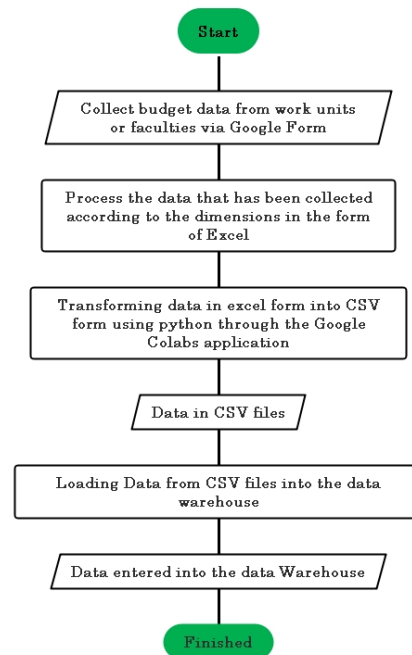 Start
Collect budget data from work units
or faculties via Google Form
Process the data that has been collected
according to the dimensions in the form
of Excel
Transforming data in excel form into CSV
form using python through the Google
Colabs application
Data in CSV files
Loading Data from CSV files into the data
warehouse
Data entered into the data Warehouse
Finished